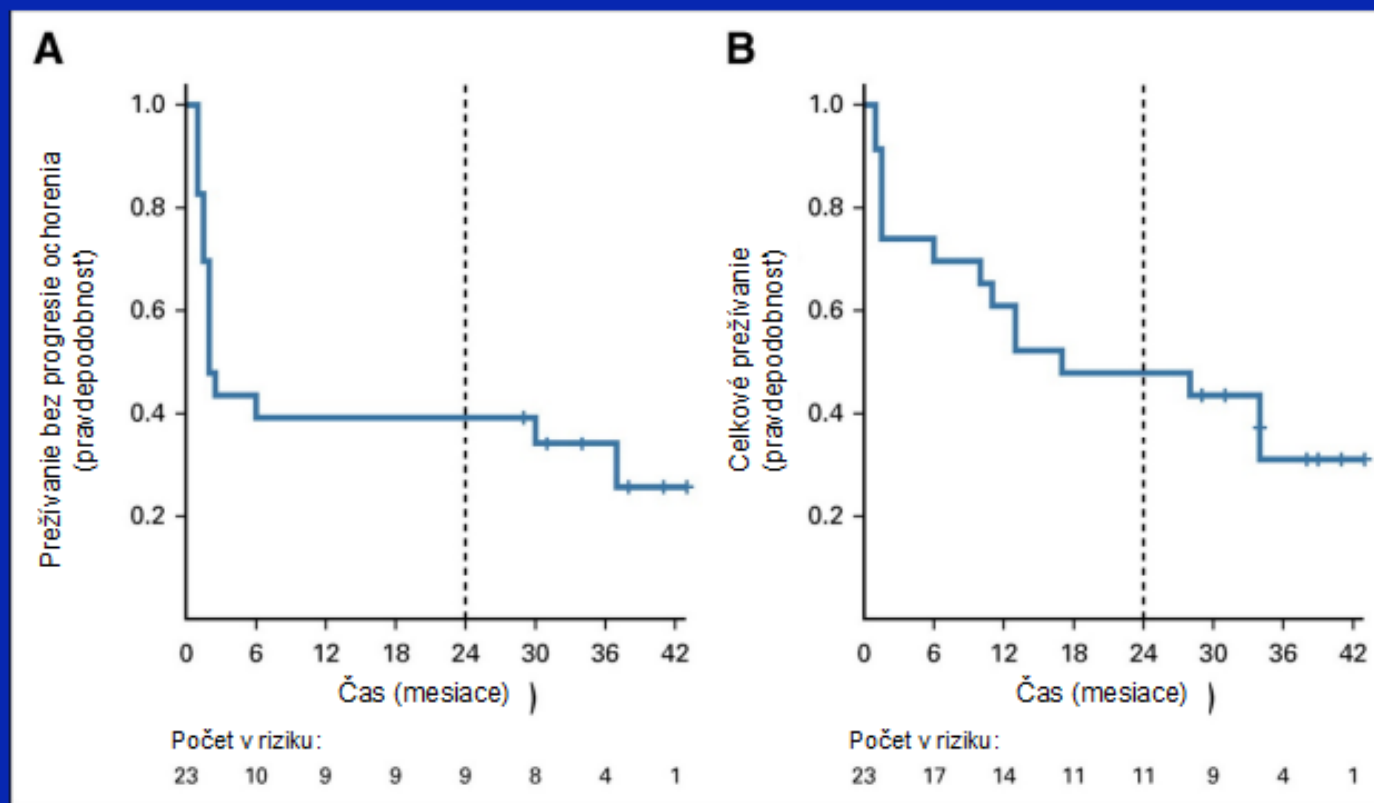 A
Prežívanie bez progresie ochorenia
(pravdepodobnosť)
1.0
0.8
0.6
0.4
0.2
0 6 12 18 24 30 36 42
Čas (mesiace) )
Počet v riziku:
23 10 9 9 9 8 4 1
B
Celkové prežívanie
(pravdepodobnosť)
1.0
0.8
0.6
0.4
0.2
0 6 12 18 24 30 36 42
Čas (mesiace) )
Počet v riziku:
23 17 14 11 11 9 4 1